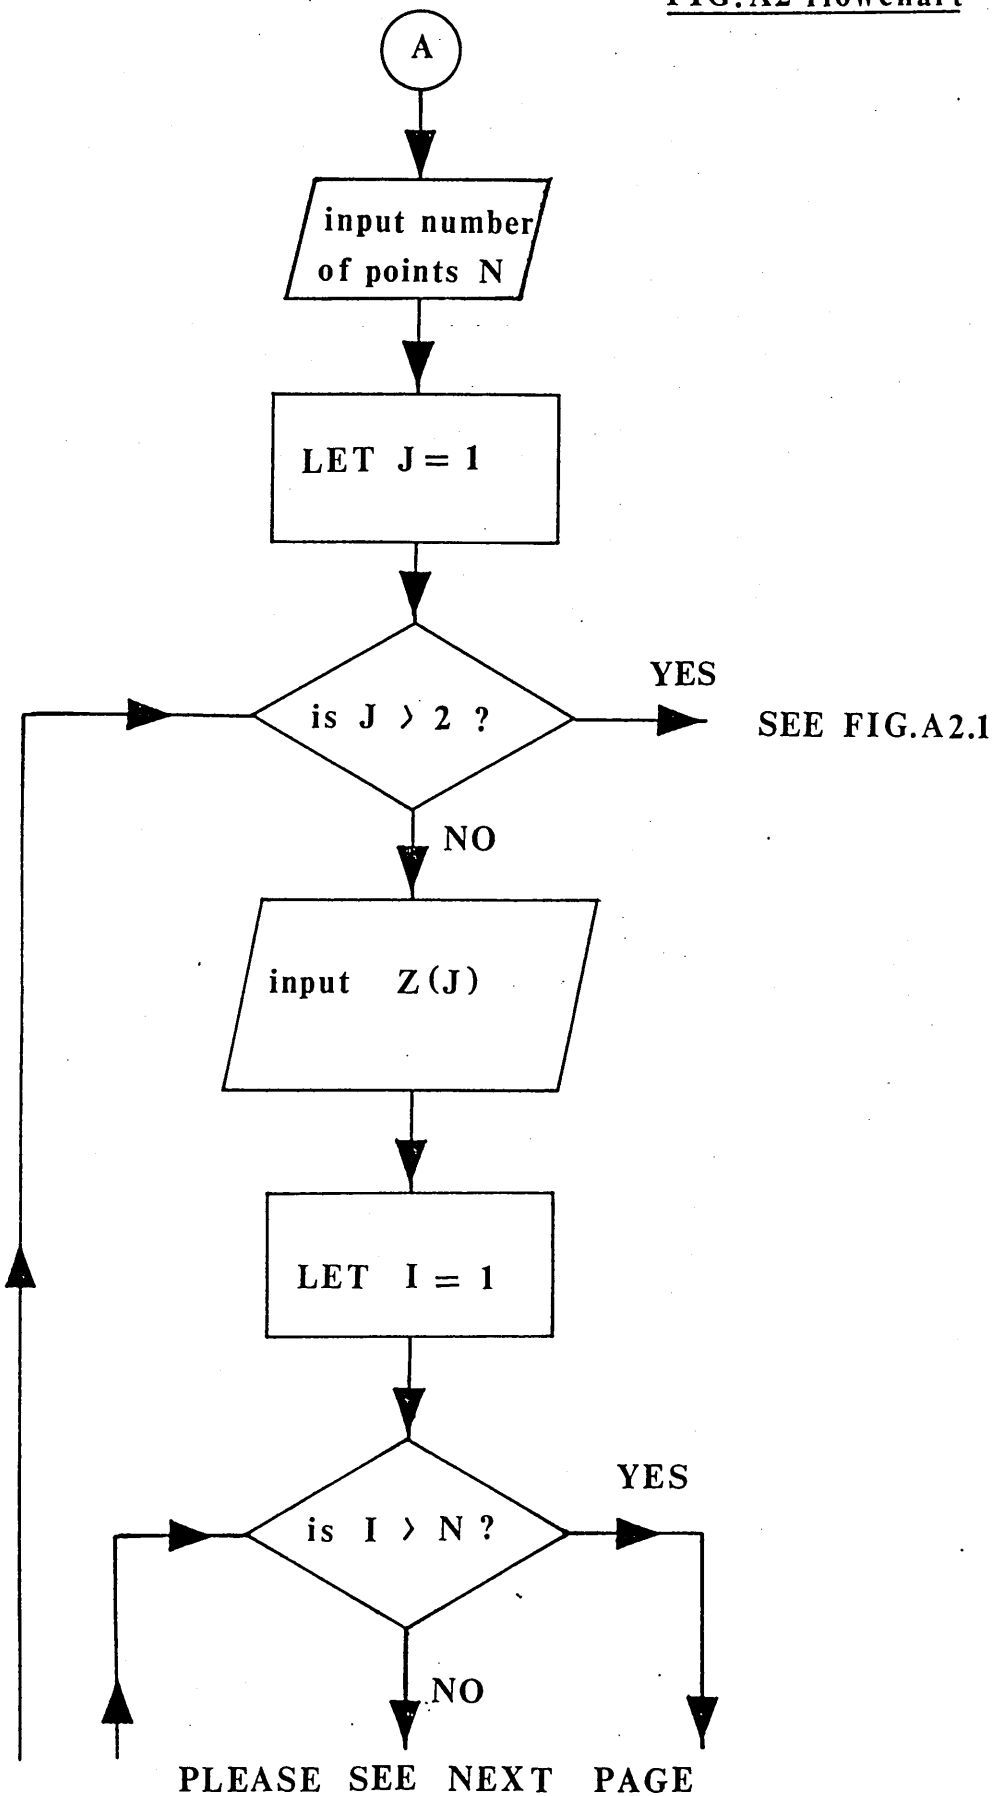 FIG.A2 flowchart
A
input number
of points N
LET J = 1
is J > 2 ?
YES
SEE FIG.A2.1
NO
input Z(J)
LET I = 1
is I > N ?
YES
NO
PLEASE SEE NEXT PAGE